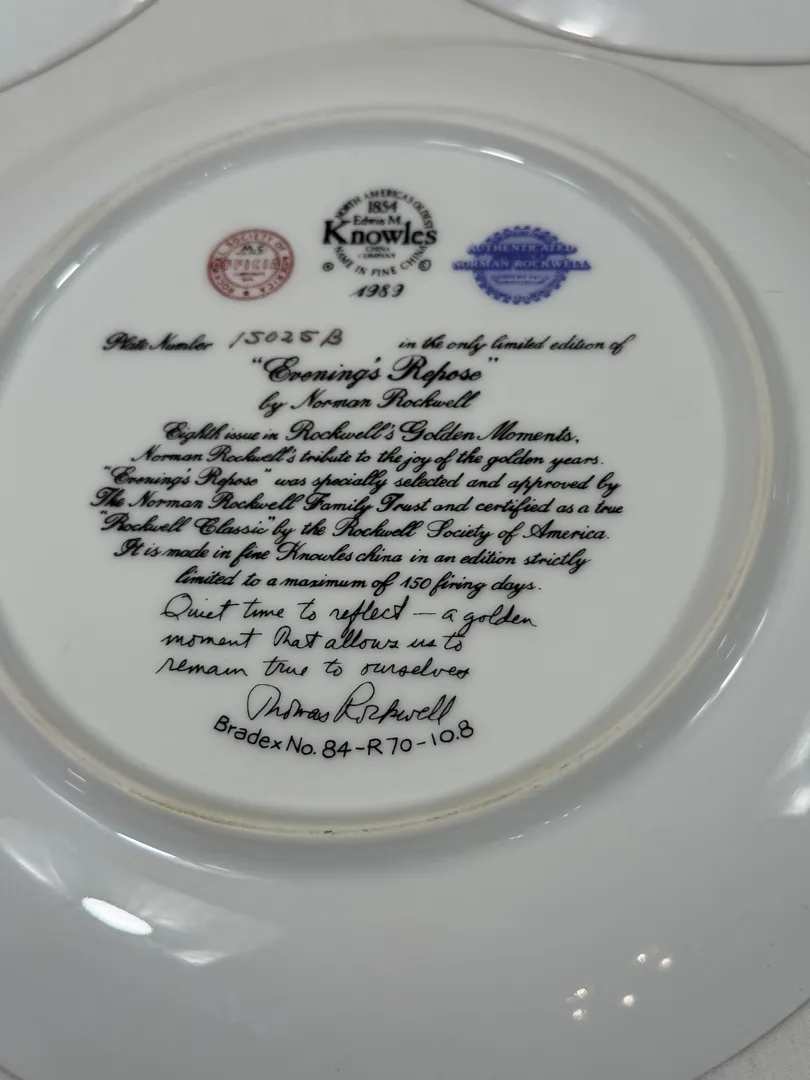 NORTH AMERICA'S OLDEST
1854
Edwin M.
Knowles
CHINA
COMPANY
NAME IN FINE CHINA
1989
SOCIETY OF
OFFICIAL
AUTHENTICATED
NORMAN ROCKWELL
Plate Number 15025B in the only limited edition of
"Evening's Repose"
by Norman Rockwell
Eighth issue in Rockwell's Golden Moments,
Norman Rockwell's tribute to the joy of the golden years.
"Evening's Repose" was specially selected and approved by
The Norman Rockwell Family Trust and certified as a true
"Rockwell Classic" by the Rockwell Society of America.
It is made in fine Knowles china in an edition strictly
limited to a maximum of 150 firing days.
Quiet time to reflect — a golden
moment that allows us to
remain true to ourselves
Thomas Rockwell
Bradex No. 84-R70-10.8